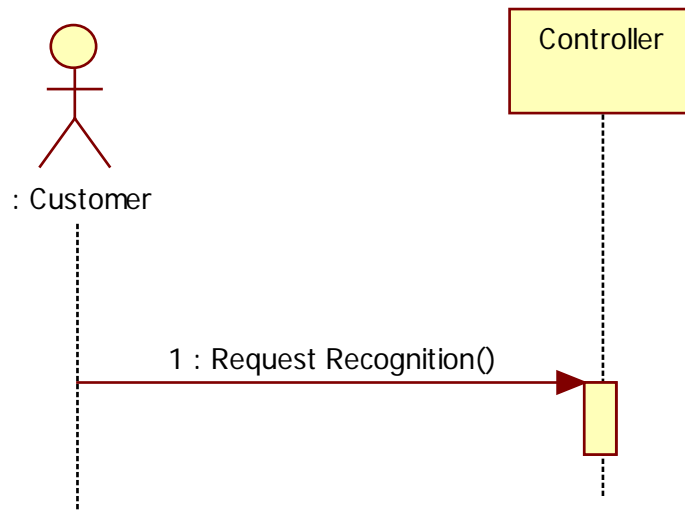 Controller
: Customer
1 : Request Recognition()